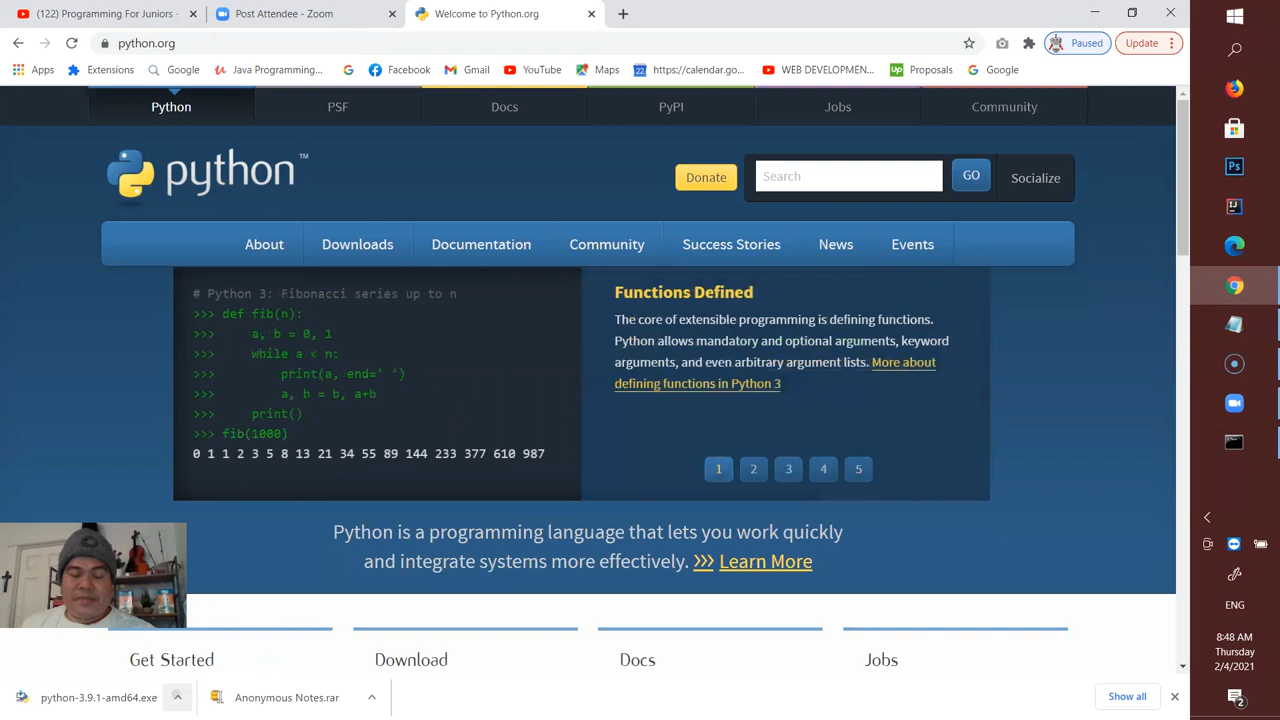 (122) Programming For Juniors -
Post Attendee - Zoom
Welcome to Python.org
python.org
Paused
Update
Apps
Extensions
Google
Java Programming...
Facebook
Gmail
YouTube
Maps
https://calendar.go...
WEB DEVELOPMEN...
Proposals
Google
Python
PSF
Docs
PyPI
Jobs
Community
python™
Donate
Search
GO
Socialize
About
Downloads
Documentation
Community
Success Stories
News
Events
# Python 3: Fibonacci series up to n
>>> def fib(n):
>>> a, b = 0, 1
>>> while a < n:
>>> print(a, end=' ')
>>> a, b = b, a+b
>>> print()
>>> fib(1000)
0 1 1 2 3 5 8 13 21 34 55 89 144 233 377 610 987
Functions Defined
The core of extensible programming is defining functions.
Python allows mandatory and optional arguments, keyword
arguments, and even arbitrary argument lists. More about
defining functions in Python 3
1 2 3 4 5
Python is a programming language that lets you work quickly
and integrate systems more effectively. >>> Learn More
Get Started
Download
Docs
Jobs
python-3.9.1-amd64.exe
Anonymous Notes.rar
Show all
Ps
ENG
8:48 AM
Thursday
2/4/2021
2